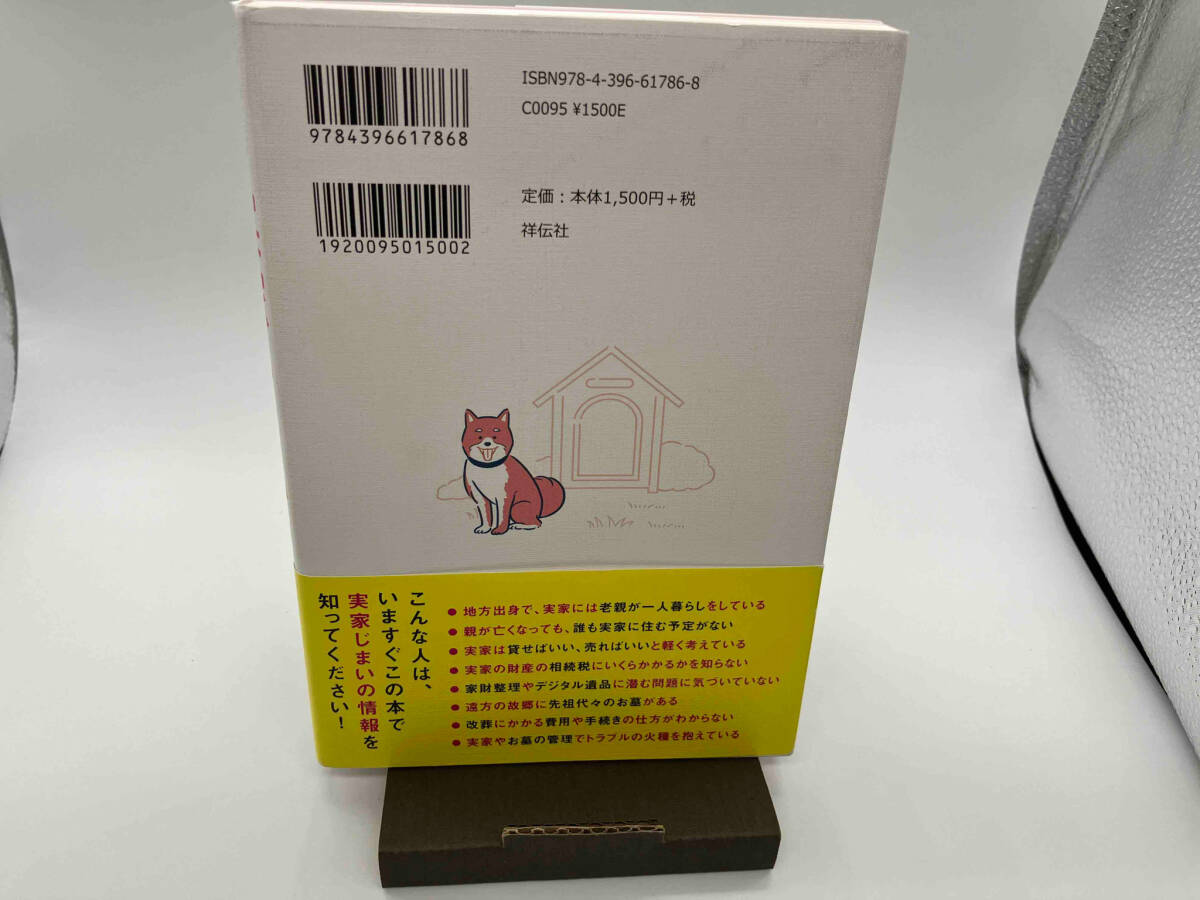 ISBN978-4-396-61786-8
C0095 ¥1500E
9784396617868
定価：本体1,500円＋税
祥伝社
1920095015002
こんな人は、
いますぐこの本で
実家じまいの情報を
知ってください！
● 地方出身で、実家には老親が一人暮らしをしている
● 親が亡くなっても、誰も実家に住む予定がない
● 実家は貸せばいい、売ればいいと軽く考えている
● 実家の財産の相続税にいくらかかるかを知らない
● 家財整理やデジタル遺品に潜む問題に気づいていない
● 遠方の故郷に先祖代々のお墓がある
● 改葬にかかる費用や手続きの仕方がわからない
● 実家やお墓の管理でトラブルの火種を抱えている